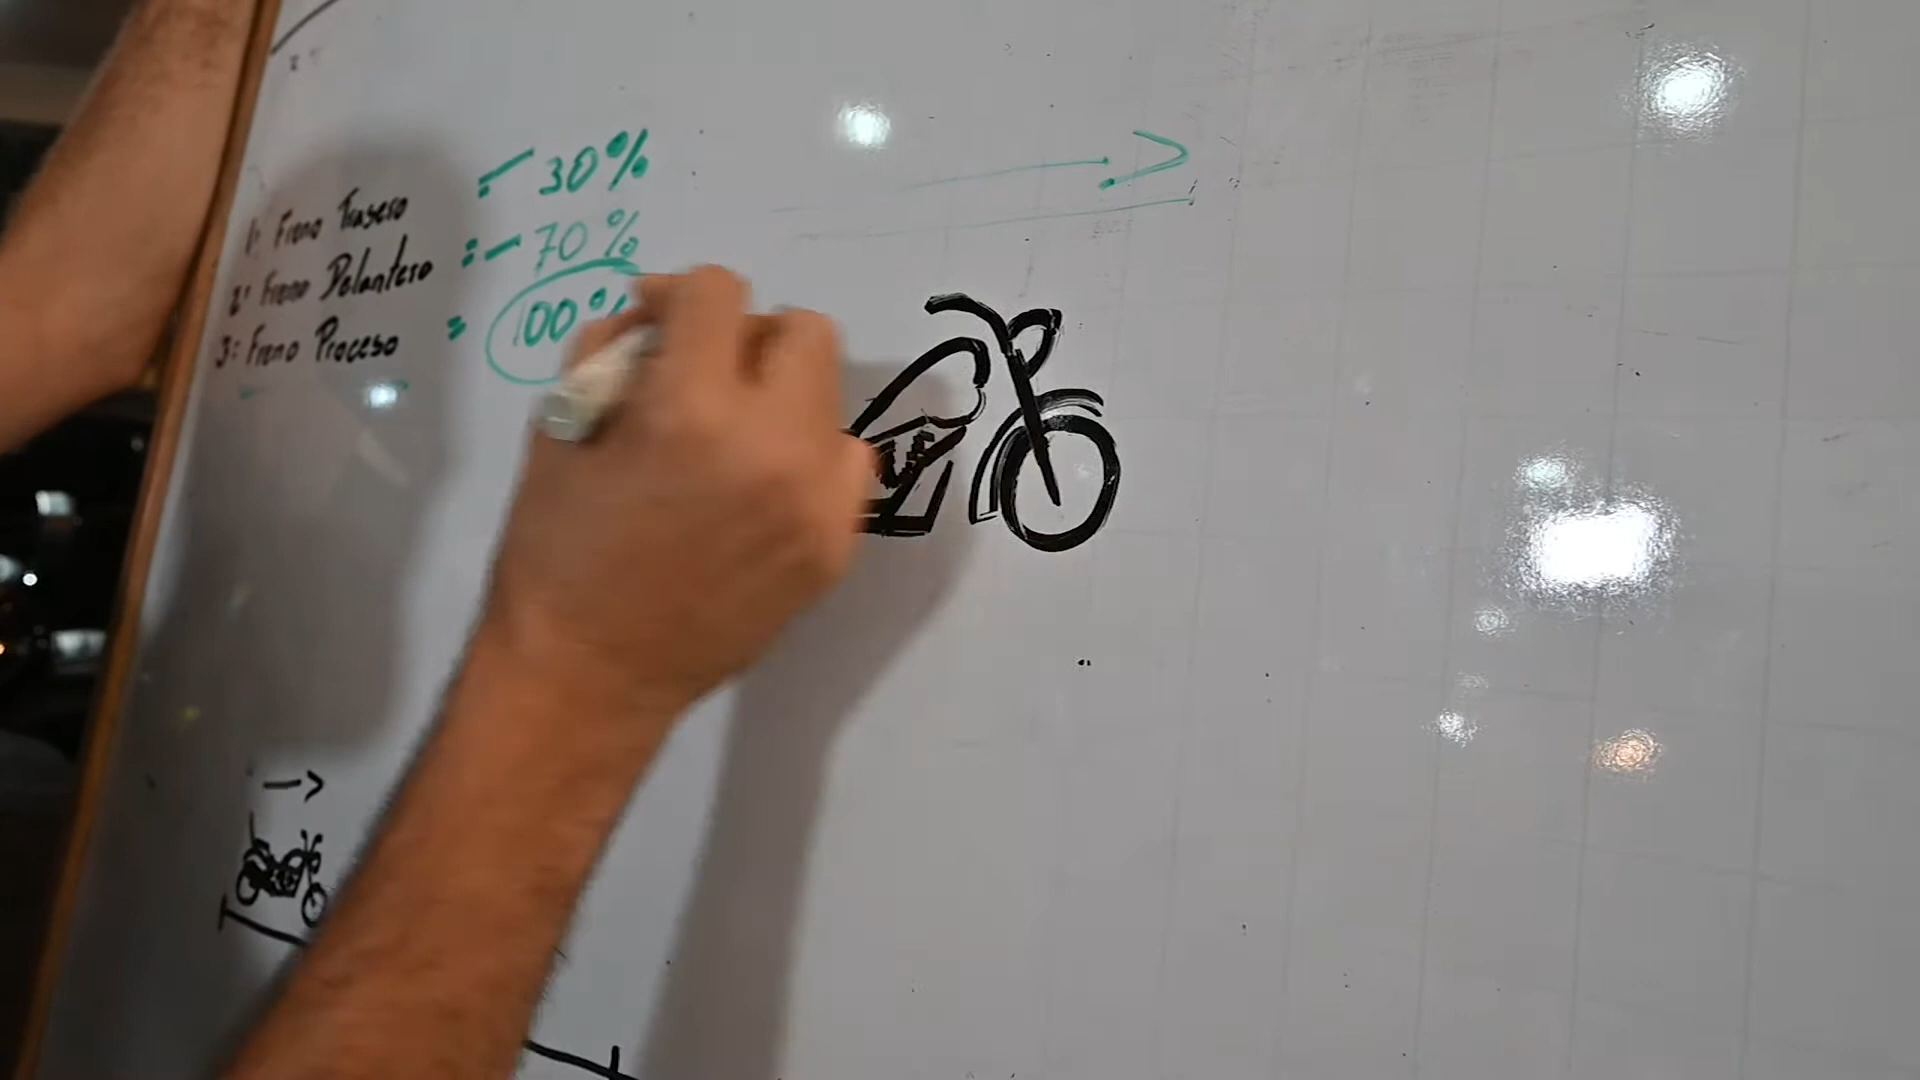 1: Freno Trasero :- 30%
2: Freno Delantero :- 70%
3: Freno Proceso = 100%